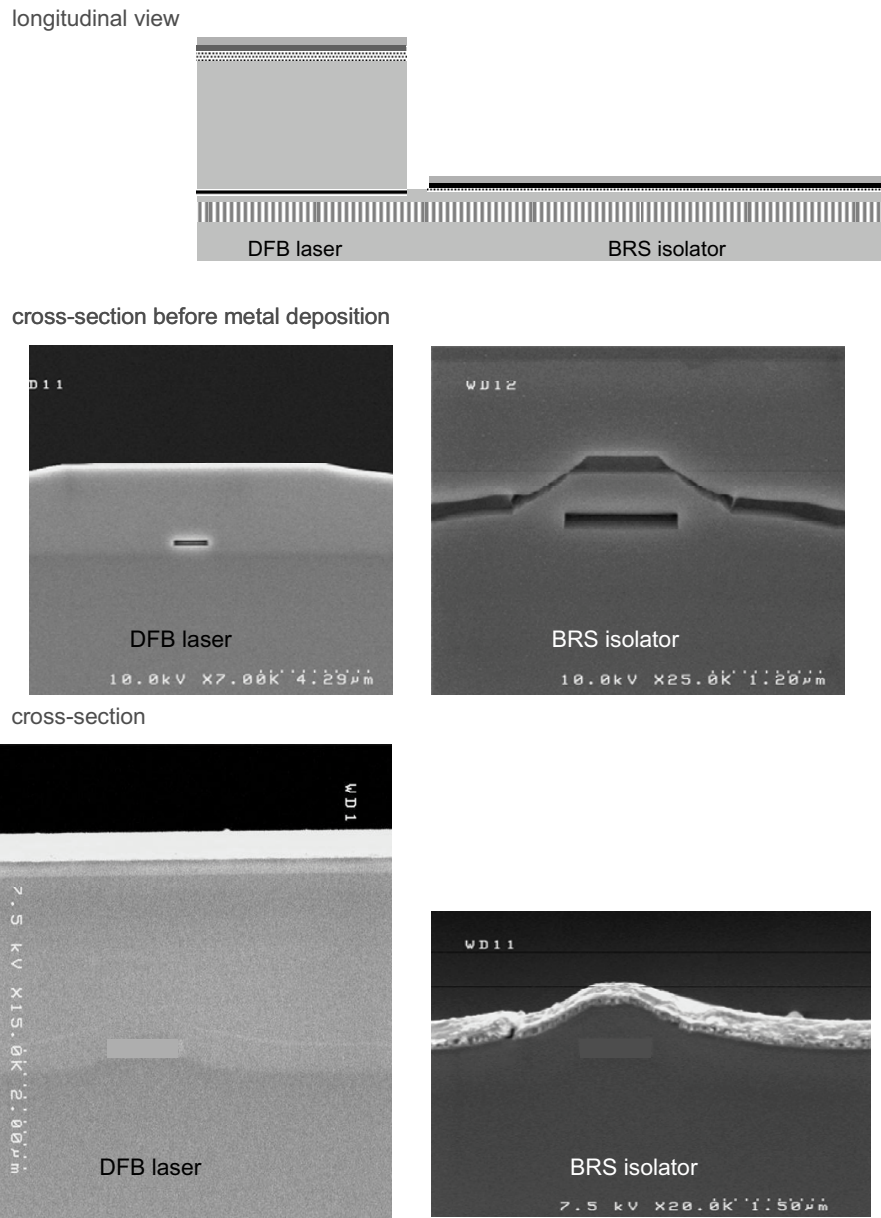 longitudinal view
DFB laser BRS isolator
cross-section before metal deposition
D11
WD12
DFB laser
BRS isolator
10.0kV X7.00K 4.29µm
10.0kV X25.0K 1.20µm
cross-section
WD1
7.5 kV X15.0K 2.00µm
DFB laser
WD11
BRS isolator
7.5 kV X20.0K 1.50µm